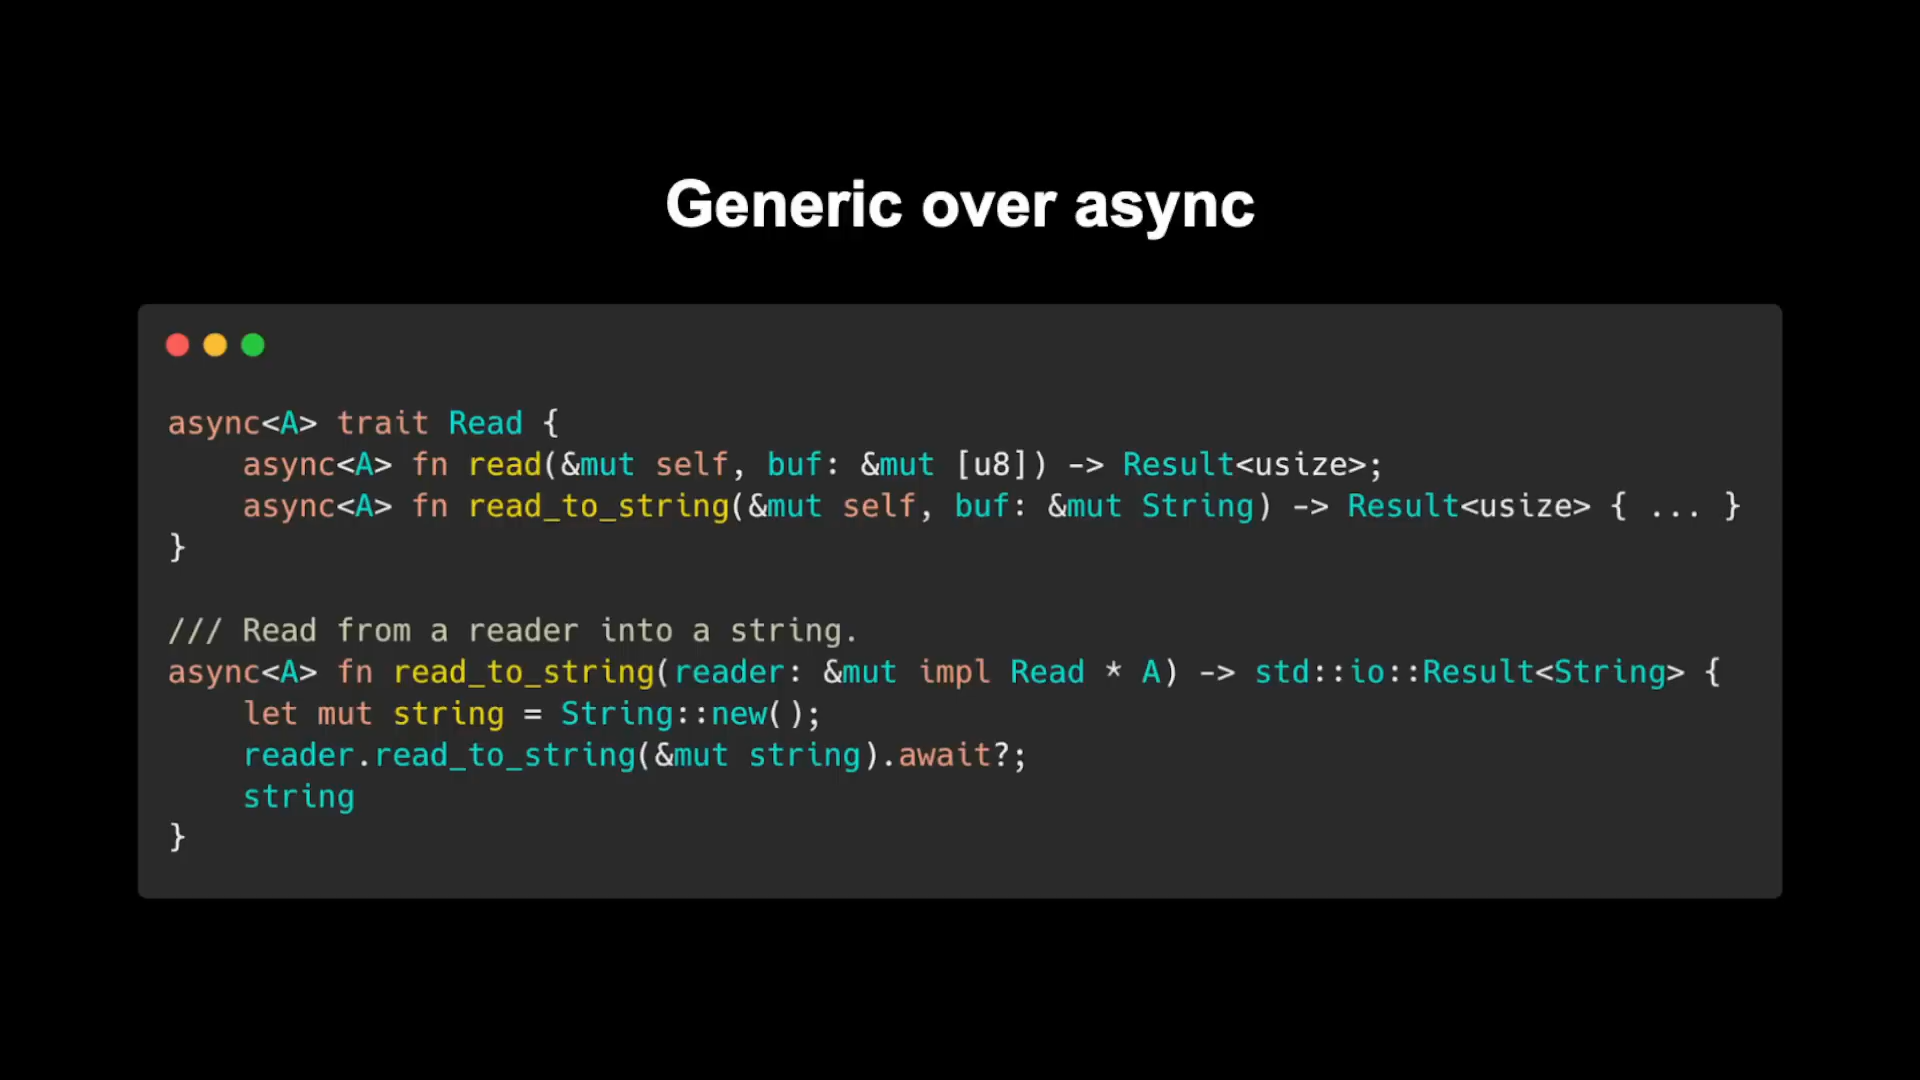 Generic over async
async<A> trait Read {
    async<A> fn read(&mut self, buf: &mut [u8]) -> Result<usize>;
    async<A> fn read_to_string(&mut self, buf: &mut String) -> Result<usize> { ... }
}
/// Read from a reader into a string.
async<A> fn read_to_string(reader: &mut impl Read * A) -> std::io::Result<String> {
    let mut string = String::new();
    reader.read_to_string(&mut string).await?;
    string
}